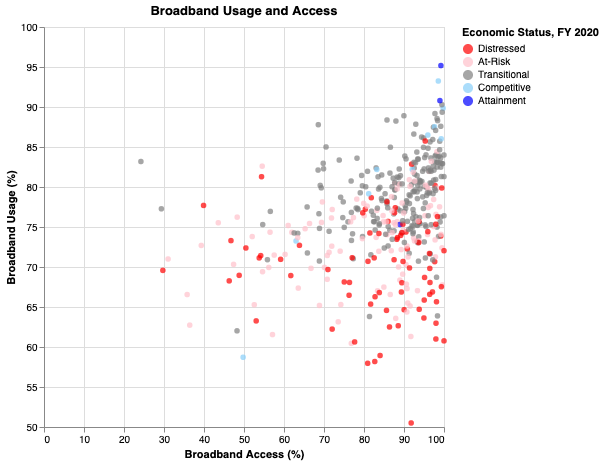 Broadband Usage and Access
Economic Status, FY 2020
Distressed
At-Risk
Transitional
Competitive
Attainment
Broadband Usage (%)
100
95
90
85
80
75
70
65
60
55
50
0 10 20 30 40 50 60 70 80 90 100
Broadband Access (%)